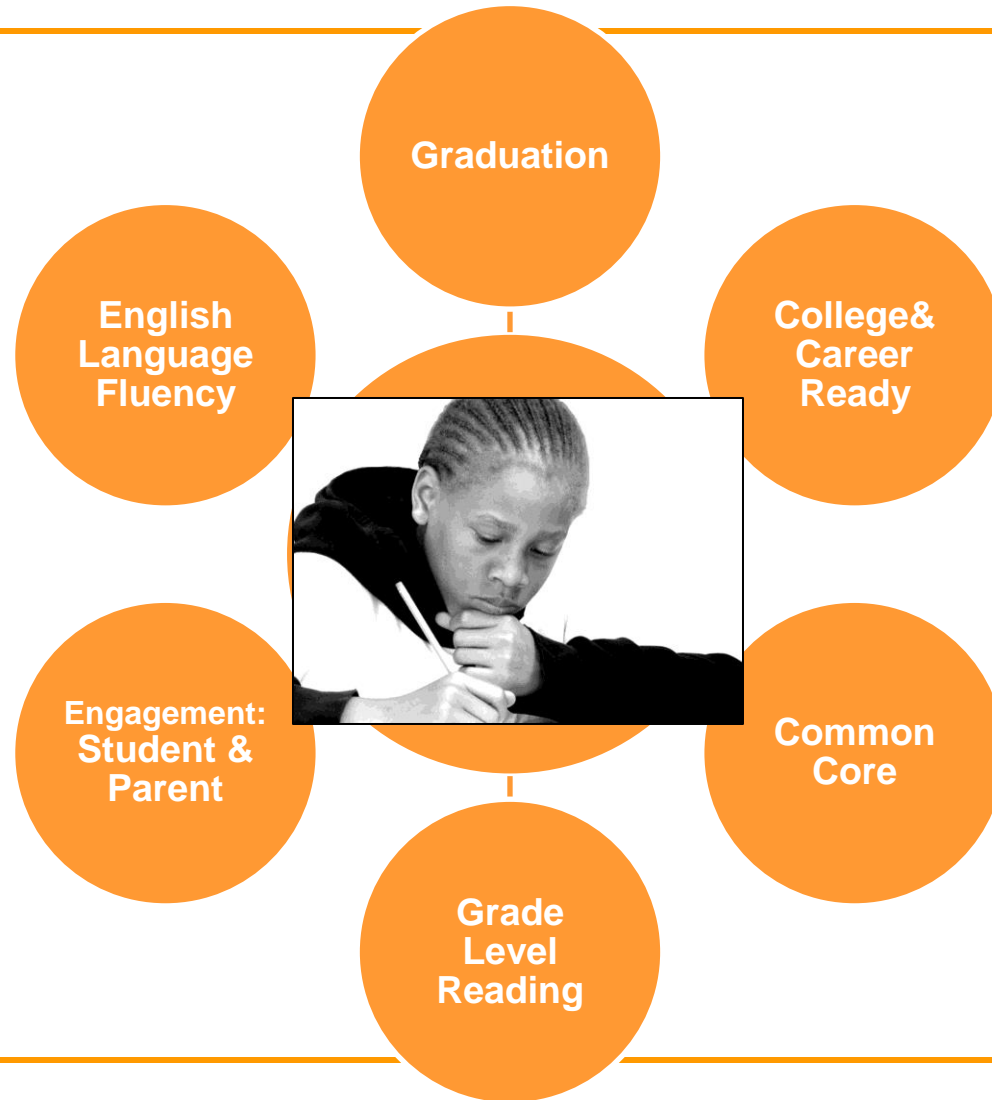 Graduation
English
Language
Fluency
College&
Career
Ready
Engagement:
Student &
Parent
Common
Core
Grade
Level
Reading